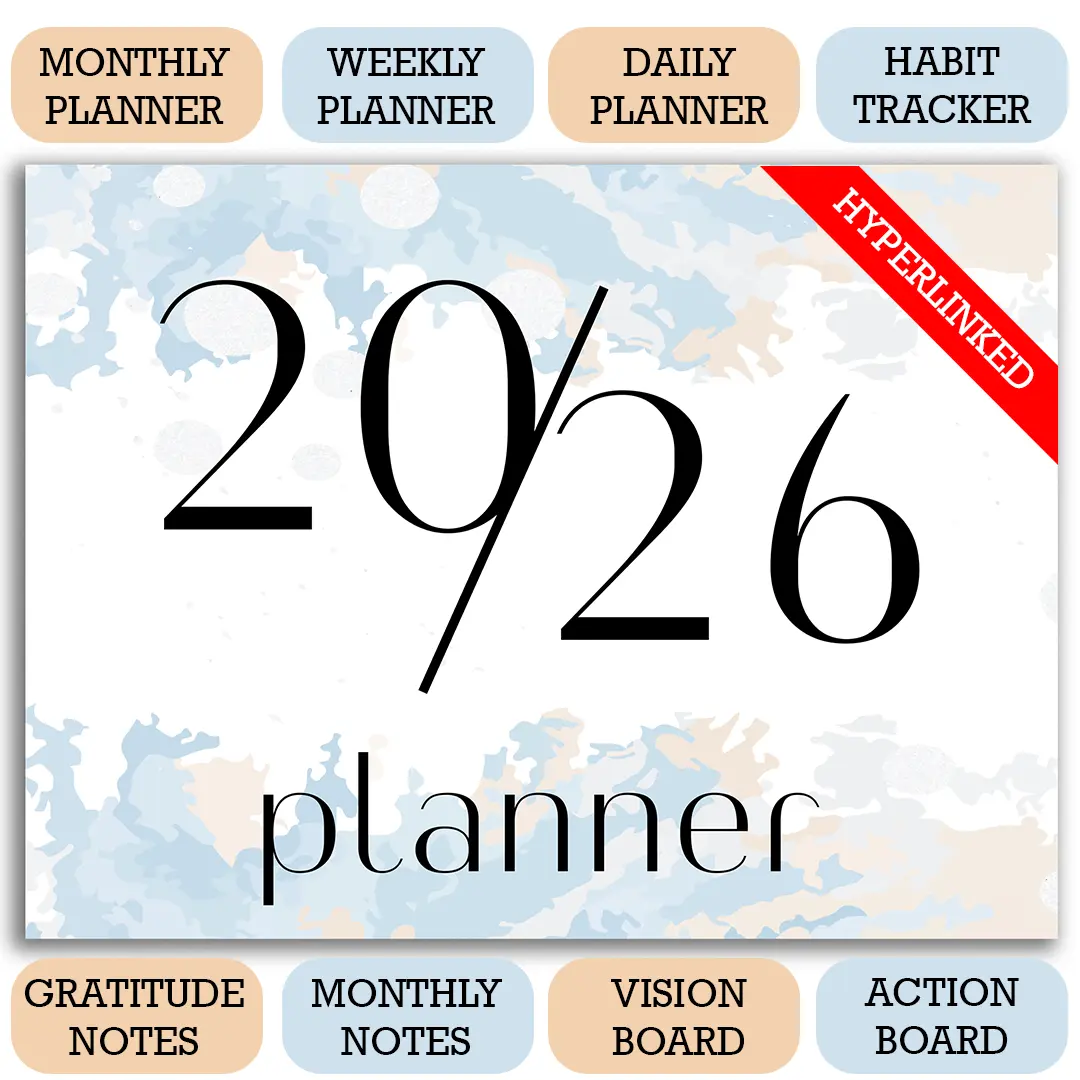 MONTHLY
PLANNER
WEEKLY
PLANNER
DAILY
PLANNER
HABIT
TRACKER
HYPERLINKED
20/26
planner
GRATITUDE
NOTES
MONTHLY
NOTES
VISION
BOARD
ACTION
BOARD